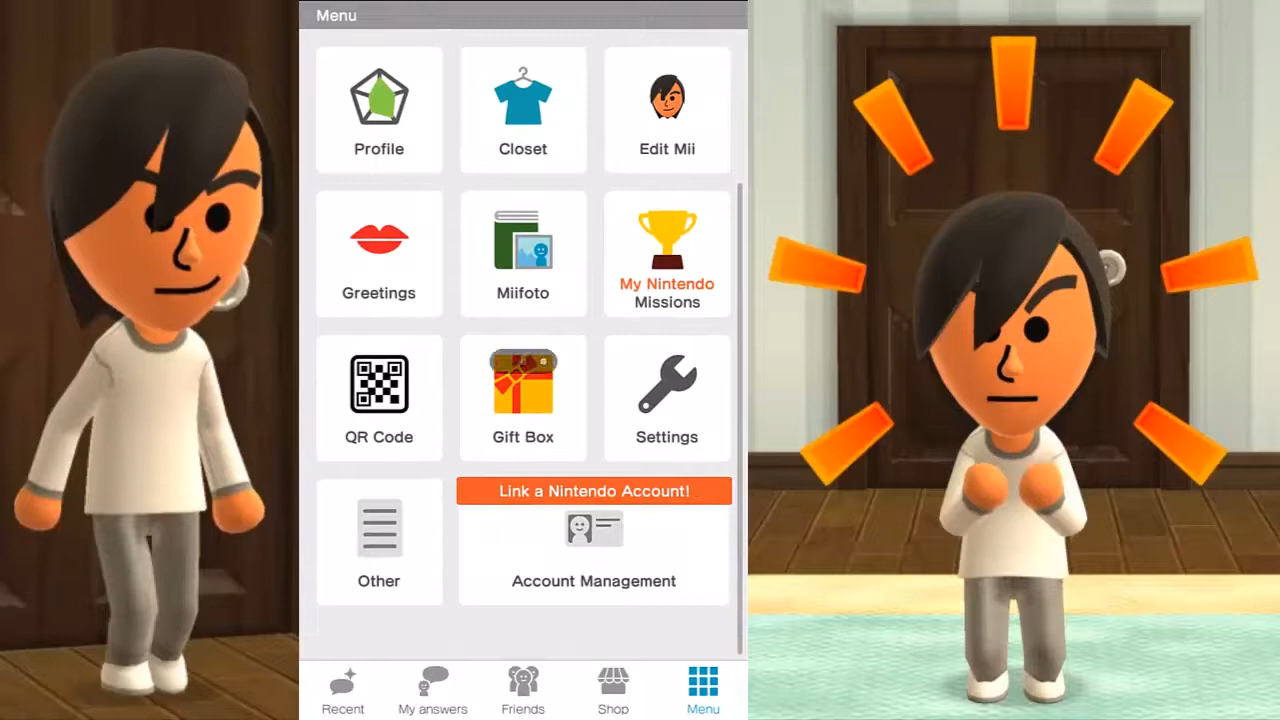 Menu
Profile
Closet
Edit Mii
Greetings
Miifoto
My Nintendo
Missions
QR Code
Gift Box
Settings
Other
Link a Nintendo Account!
Account Management
Recent
My answers
Friends
Shop
Menu